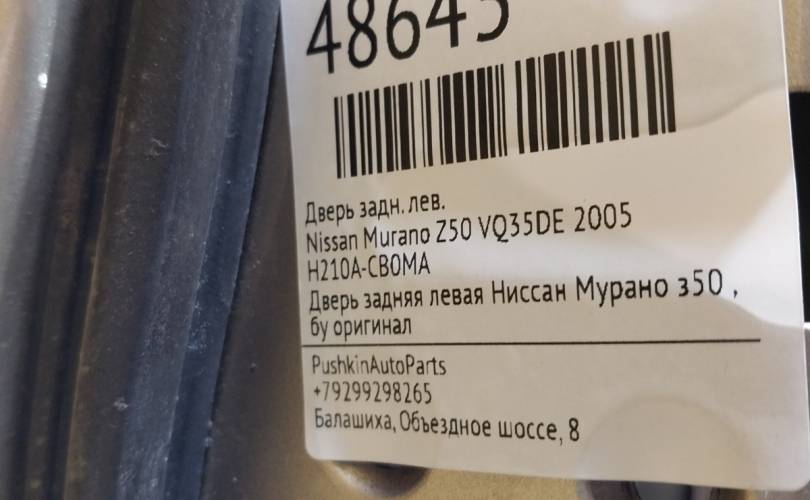 48645
Дверь задн. лев.
Nissan Murano Z50 VQ35DE 2005
H210A-CB0MA
Дверь задняя левая Ниссан Мурано з50 ,
бу оригинал
PushkinAutoParts
+79299298265
Балашиха, Объездное шоссе, 8